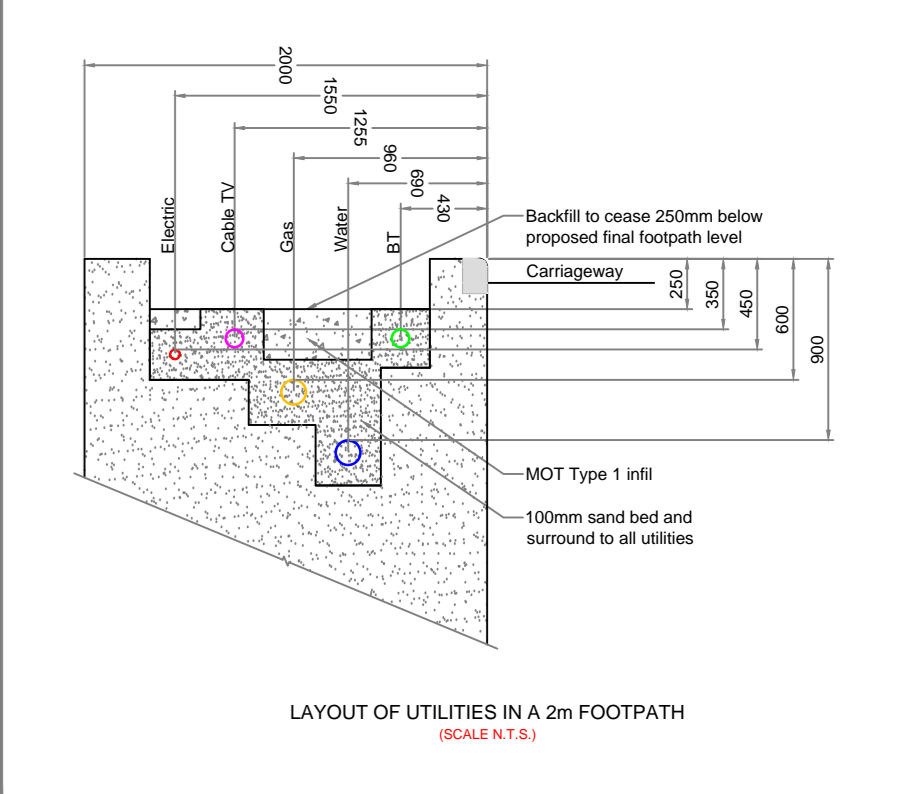 2000
1550
1255
960
690
430
Electric
Cable TV
Gas
Water
BT
Backfill to cease 250mm below
proposed final footpath level
Carriageway
250
350
450
600
900
MOT Type 1 infil
100mm sand bed and
surround to all utilities
LAYOUT OF UTILITIES IN A 2m FOOTPATH
(SCALE N.T.S.)